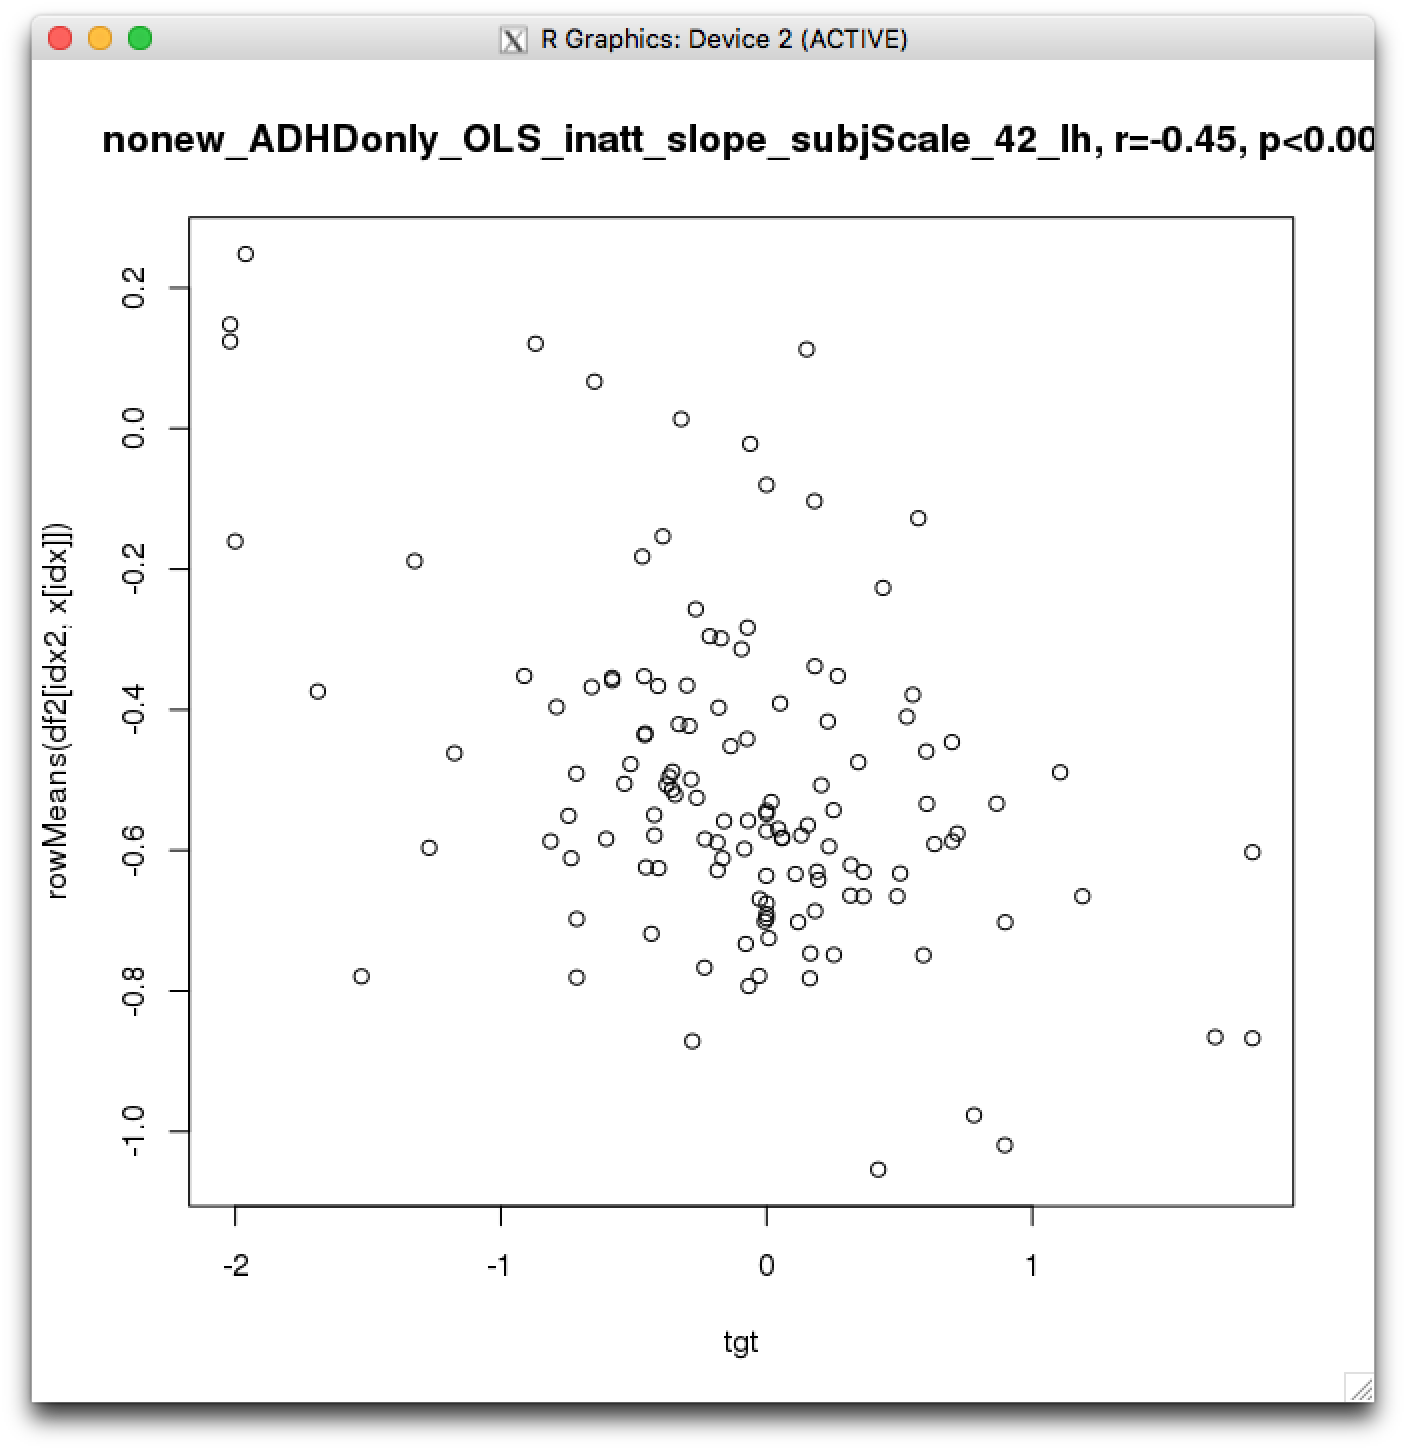 R Graphics: Device 2 (ACTIVE)
nonew_ADHDonly_OLS_inatt_slope_subjScale_42_lh, r=-0.45, p<0.00
0.2
0.0
-0.2
-0.4
-0.6
-0.8
-1.0
rowMeans(df2[idx2, x[idx]])
-2
-1
0
1
tgt